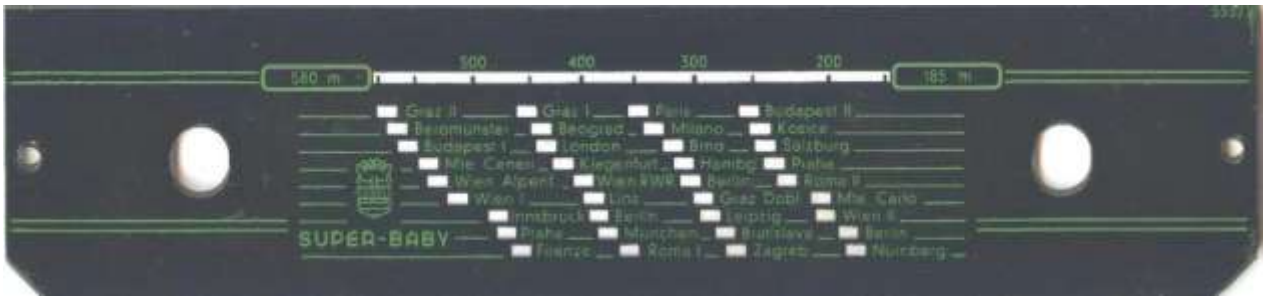 500 400 300 200
580 m 185 m
Graz II Graz I Paris Budapest II
Beromünster Beograd Milano Kosice
Budapest I London Brno Salzburg
Mte. Ceneri Klagenfurt Hambg Praha
Wien Alpenl Wien RWR Berlin Roma II
Wien I Linz Graz Dobl Mte. Carlo
Innsbruck Berlin Leipzig Wien II
Praha München Bratislava Berlin
SUPER-BABY
Firenze Roma I Zagreb Nürnberg